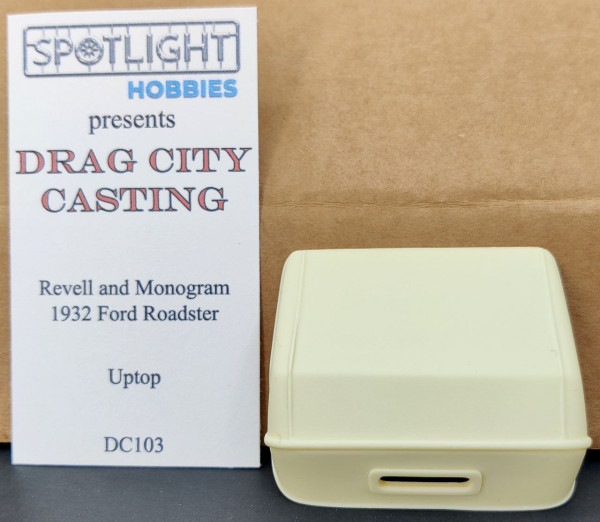 SPOTLIGHT
HOBBIES
presents
DRAG CITY
CASTING
Revell and Monogram
1932 Ford Roadster
Uptop
DC103